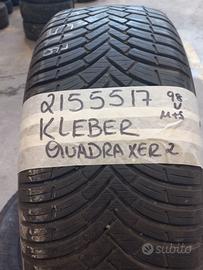 2155517 98
V
M+S
KLEBER
QUADRAXER 2
subito